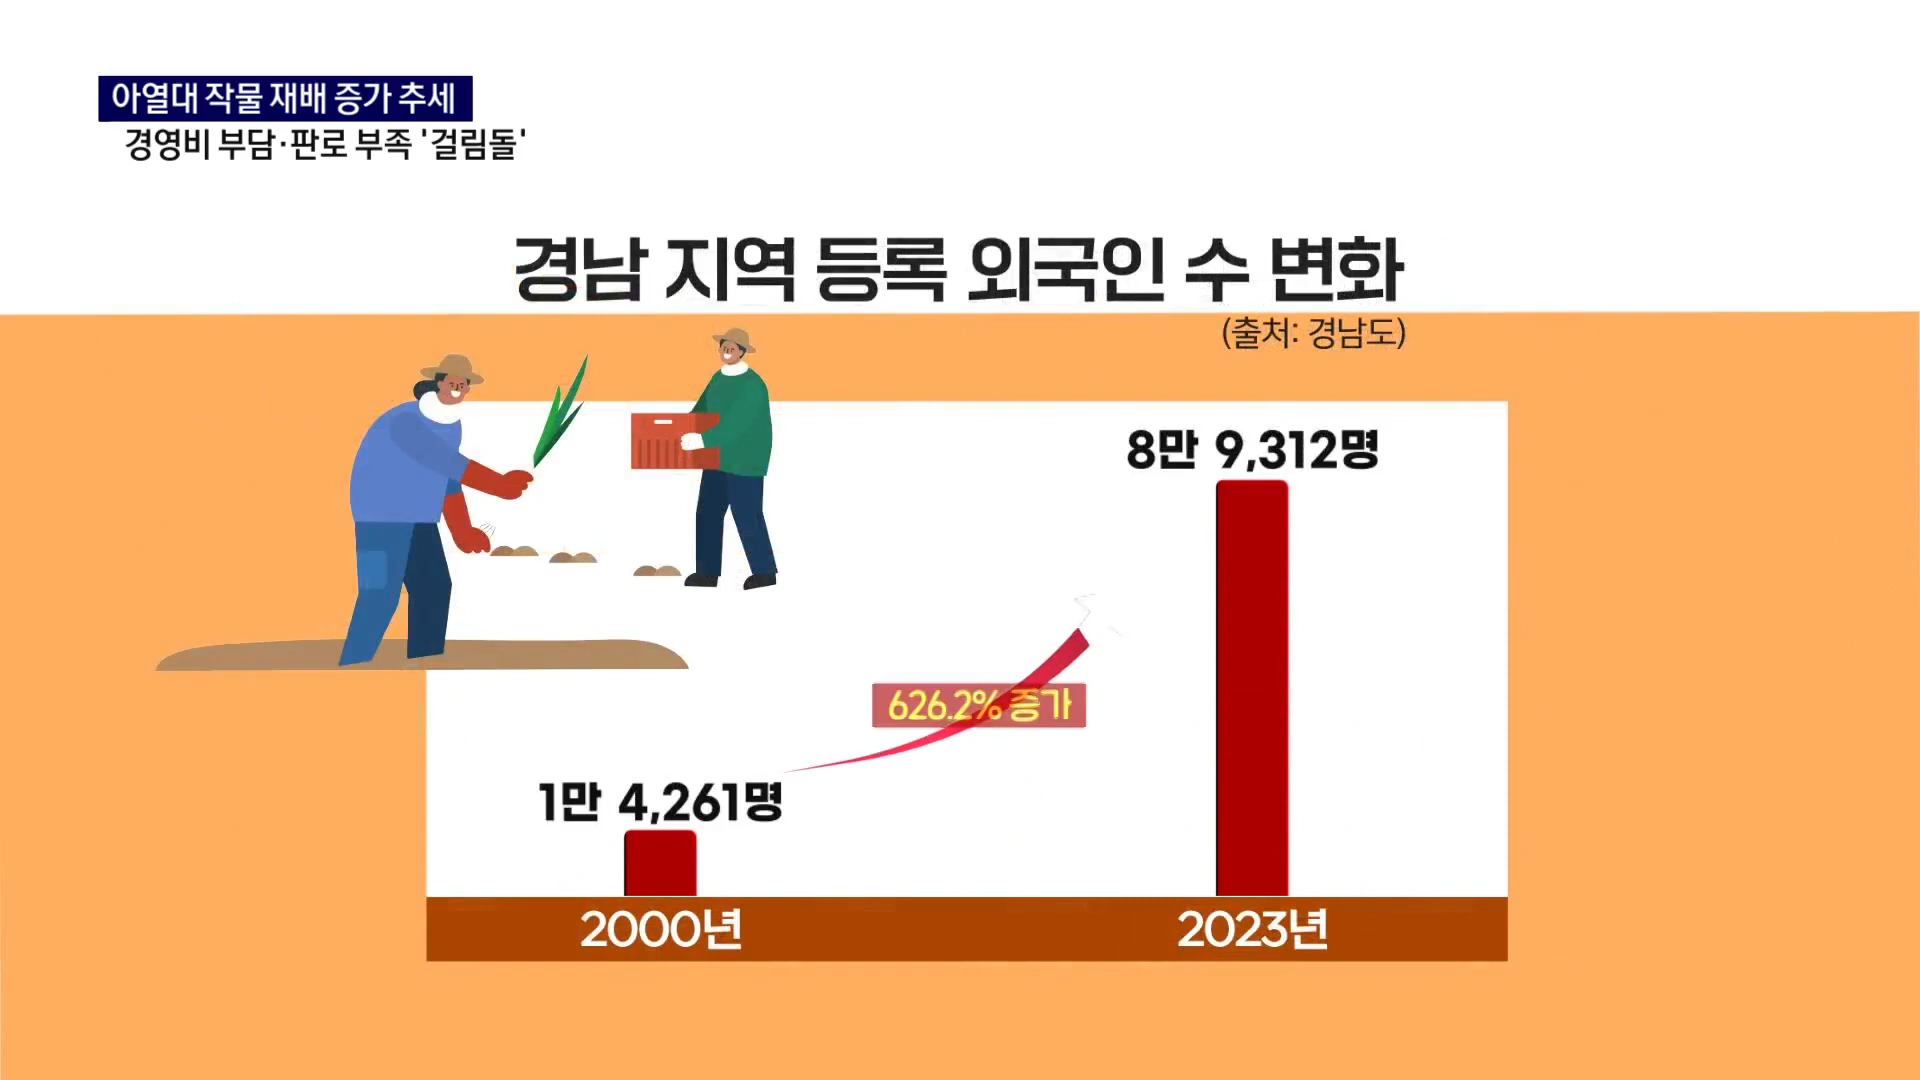 아열대 작물 재배 증가 추세
경영비 부담·판로 부족 '걸림돌'
경남 지역 등록 외국인 수 변화
(출처: 경남도)
8만 9,312명
626.2% 증가
1만 4,261명
2000년
2023년